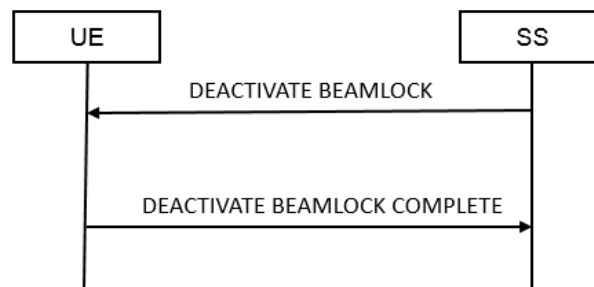 UE
SS
DEACTIVATE BEAMLOCK
DEACTIVATE BEAMLOCK COMPLETE